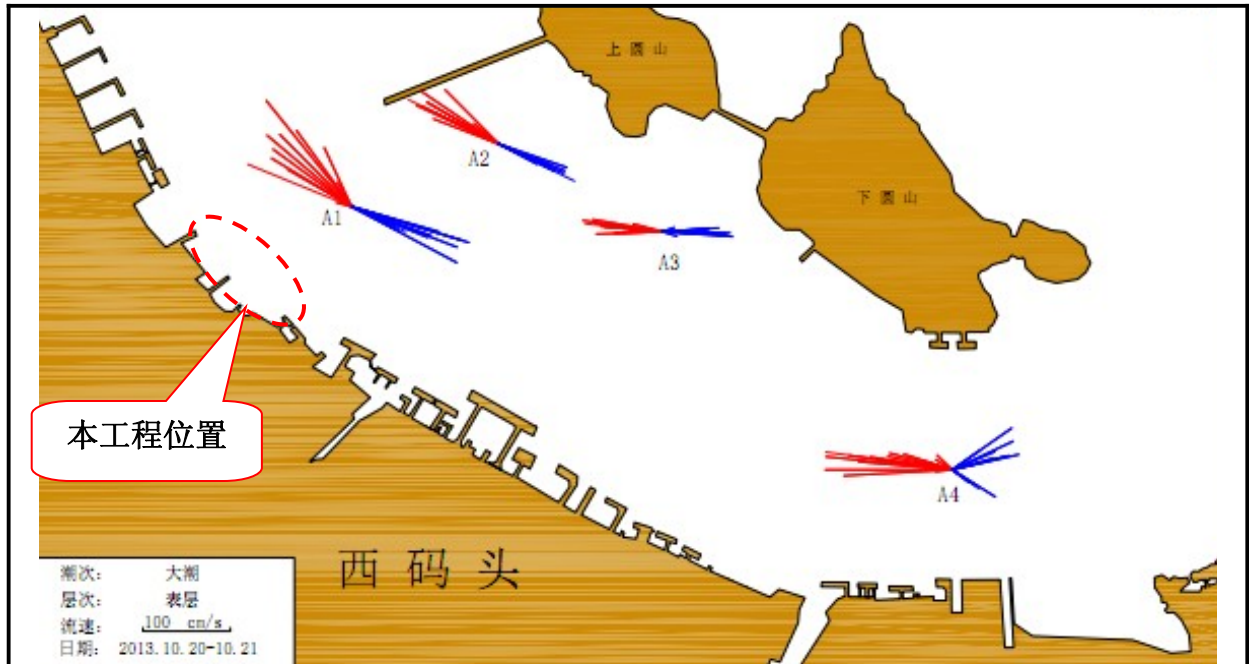 上圆山
A2
A1
下圆山
A3
本工程位置
A4
西码头
潮次: 大潮
层次: 表层
流速: 100 cm/s
日期: 2013.10.20-10.21